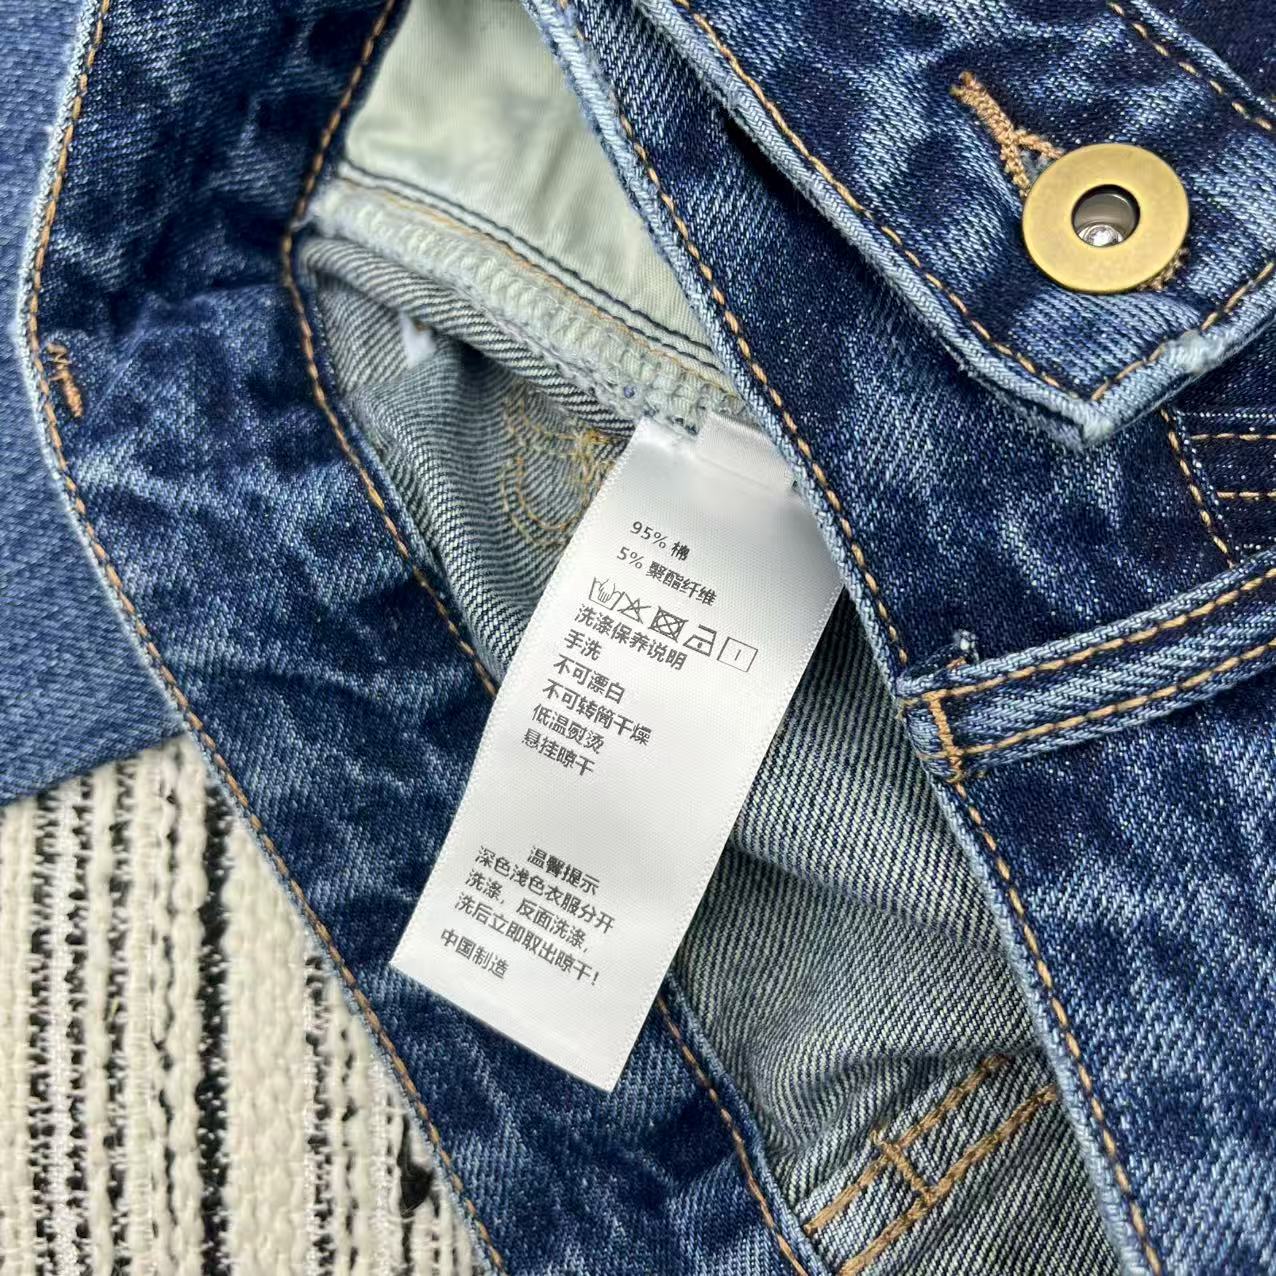 95% 棉
5% 聚酯纤维
洗涤保养说明
手洗
不可漂白
不可转筒干燥
低温熨烫
悬挂晾干
温馨提示
深色浅色衣服分开
洗涤，反面洗涤，
洗后立即取出晾干！
中国制造